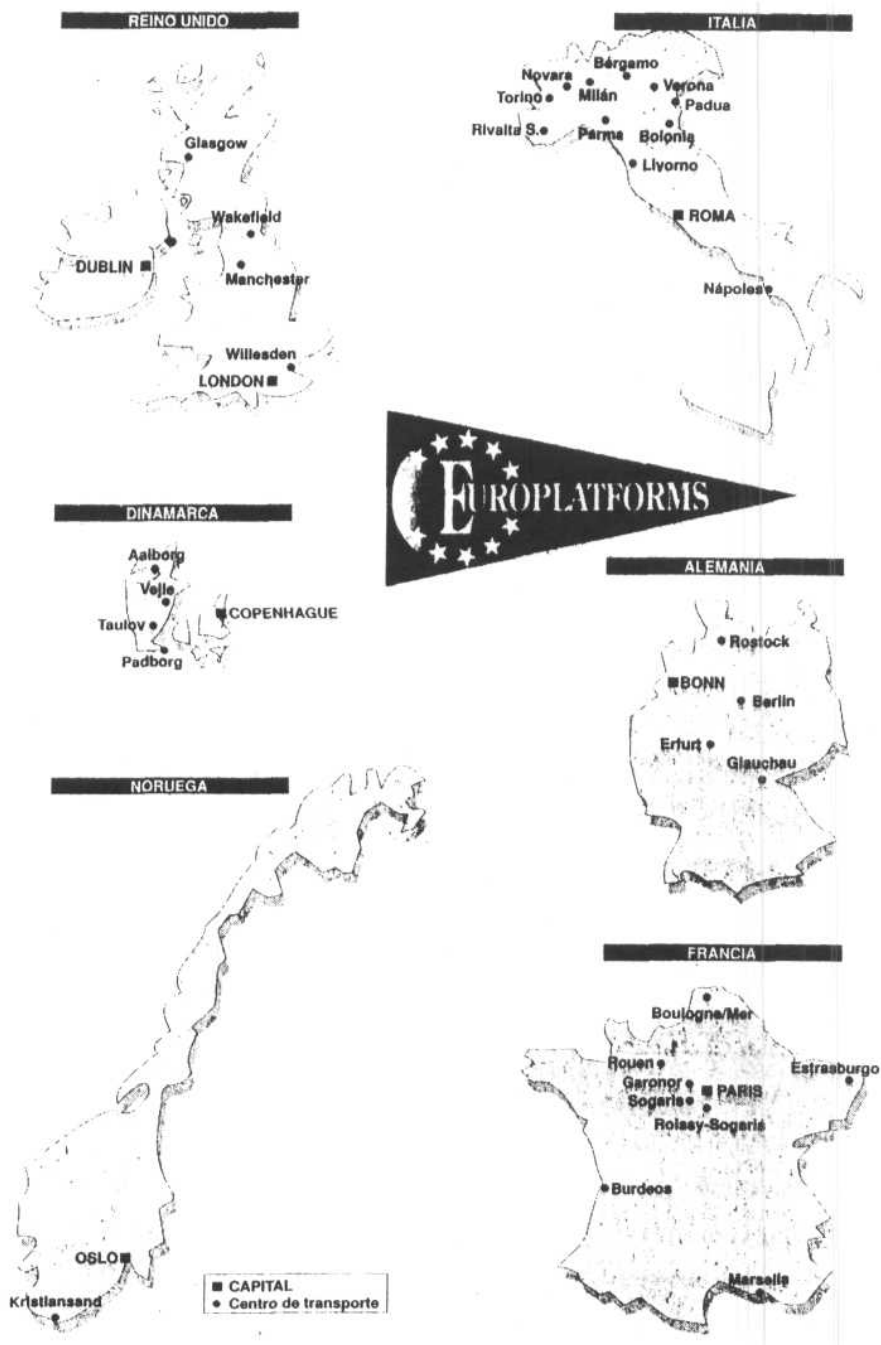 REINO UNIDO
Glasgow
Wakefield
DUBLIN
Manchester
Willesden
LONDON
ITALIA
Bérgamo
Novara
Verona
Torino
Milán
Padua
Rivalta S.
Parma
Bolonia
Livorno
ROMA
Nápoles
EUROPLATFORMS
DINAMARCA
Aalborg
Vejle
COPENHAGUE
Taulov
Padborg
ALEMANIA
Rostock
BONN
Berlin
Erfurt
Glauchau
NORUEGA
OSLO
Kristiansand
CAPITAL
Centro de transporte
FRANCIA
Boulogne/Mer
Rouen
Estrasburgo
Garonor
PARIS
Sogaris
Roissy-Sogaris
Burdeos
Marsella